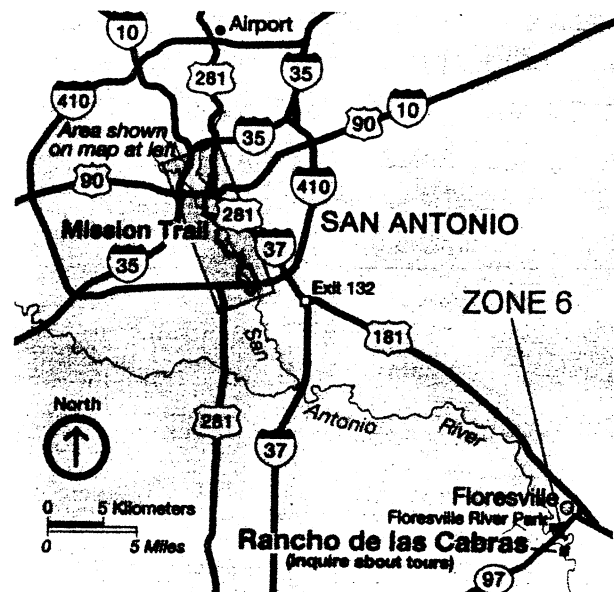 10
Airport
281
35
410
10
90
Area shown
on map at left
35
90
410
281
Mission Trail
SAN ANTONIO
37
35
Exit 132
ZONE 6
181
San
North
Antonio
River
281
37
0 5 Kilometers
0 5 Miles
Floresville
Floresville River Park
Rancho de las Cabras
(inquire about tours)
97